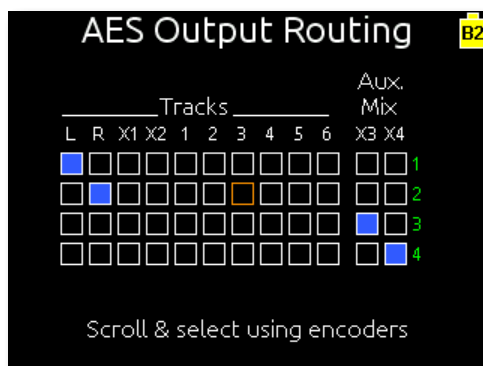 AES Output Routing
B2
Aux.
Tracks Mix
L R X1 X2 1 2 3 4 5 6 X3 X4
1
2
3
4
Scroll & select using encoders